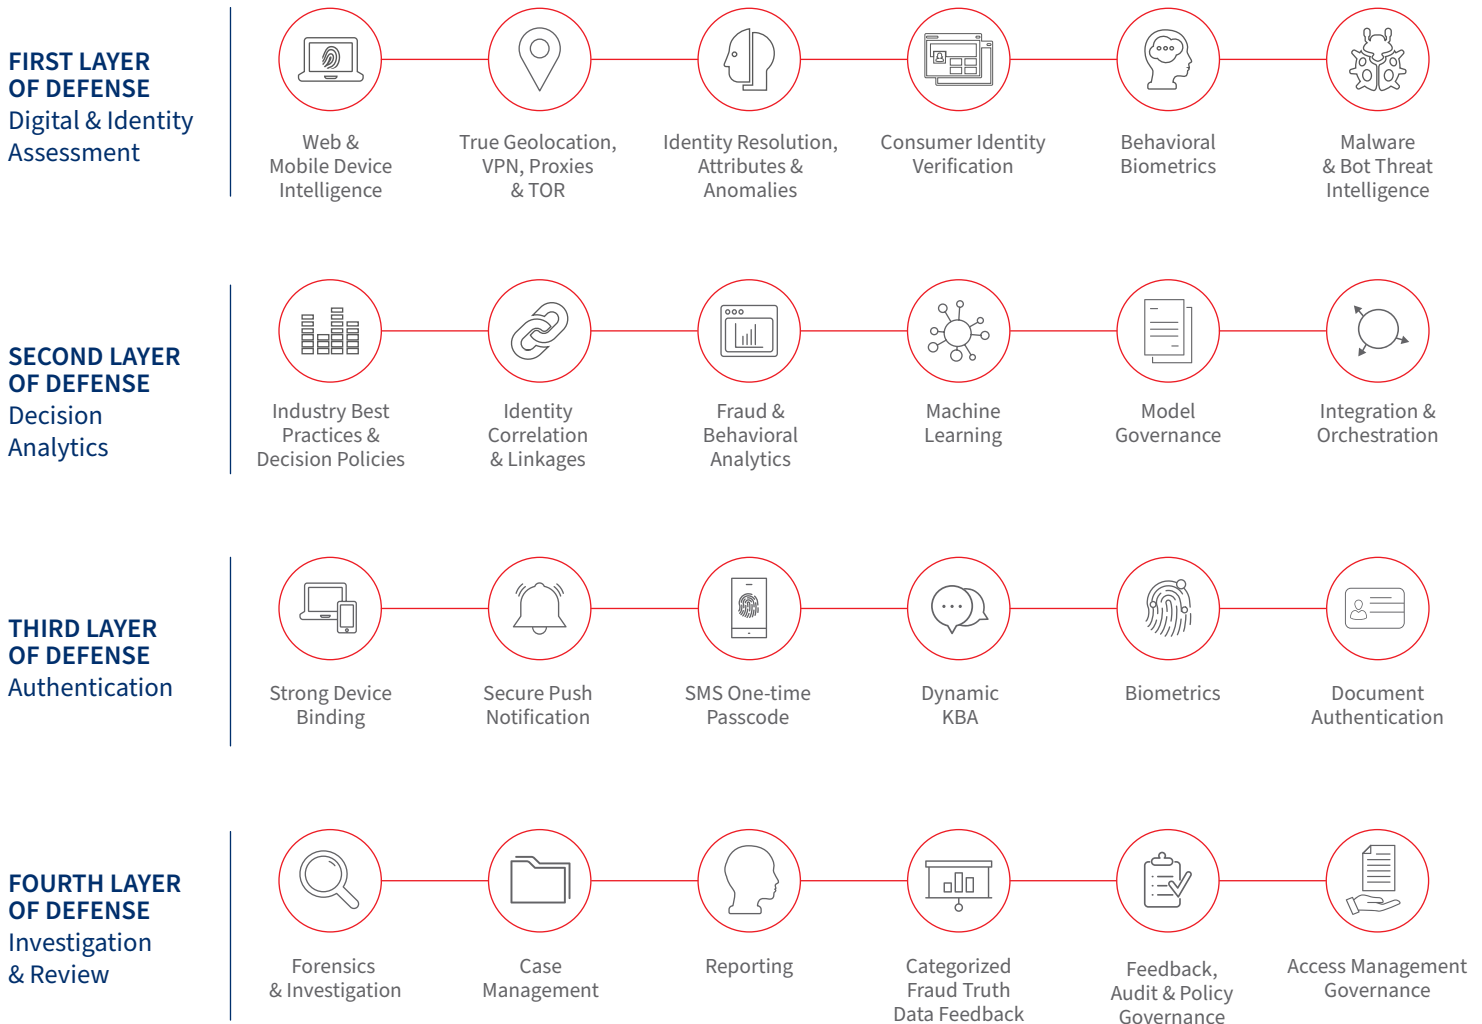 FIRST LAYER
OF DEFENSE
Digital & Identity
Assessment
Web &
Mobile Device
Intelligence
True Geolocation,
VPN, Proxies
& TOR
Identity Resolution,
Attributes &
Anomalies
Consumer Identity
Verification
Behavioral
Biometrics
Malware
& Bot Threat
Intelligence
SECOND LAYER
OF DEFENSE
Decision
Analytics
Industry Best
Practices &
Decision Policies
Identity
Correlation
& Linkages
Fraud &
Behavioral
Analytics
Machine
Learning
Model
Governance
Integration &
Orchestration
THIRD LAYER
OF DEFENSE
Authentication
Strong Device
Binding
Secure Push
Notification
SMS One-time
Passcode
Dynamic
KBA
Biometrics
Document
Authentication
FOURTH LAYER
OF DEFENSE
Investigation
& Review
Forensics
& Investigation
Case
Management
Reporting
Categorized
Fraud Truth
Data Feedback
Feedback,
Audit & Policy
Governance
Access Management
Governance